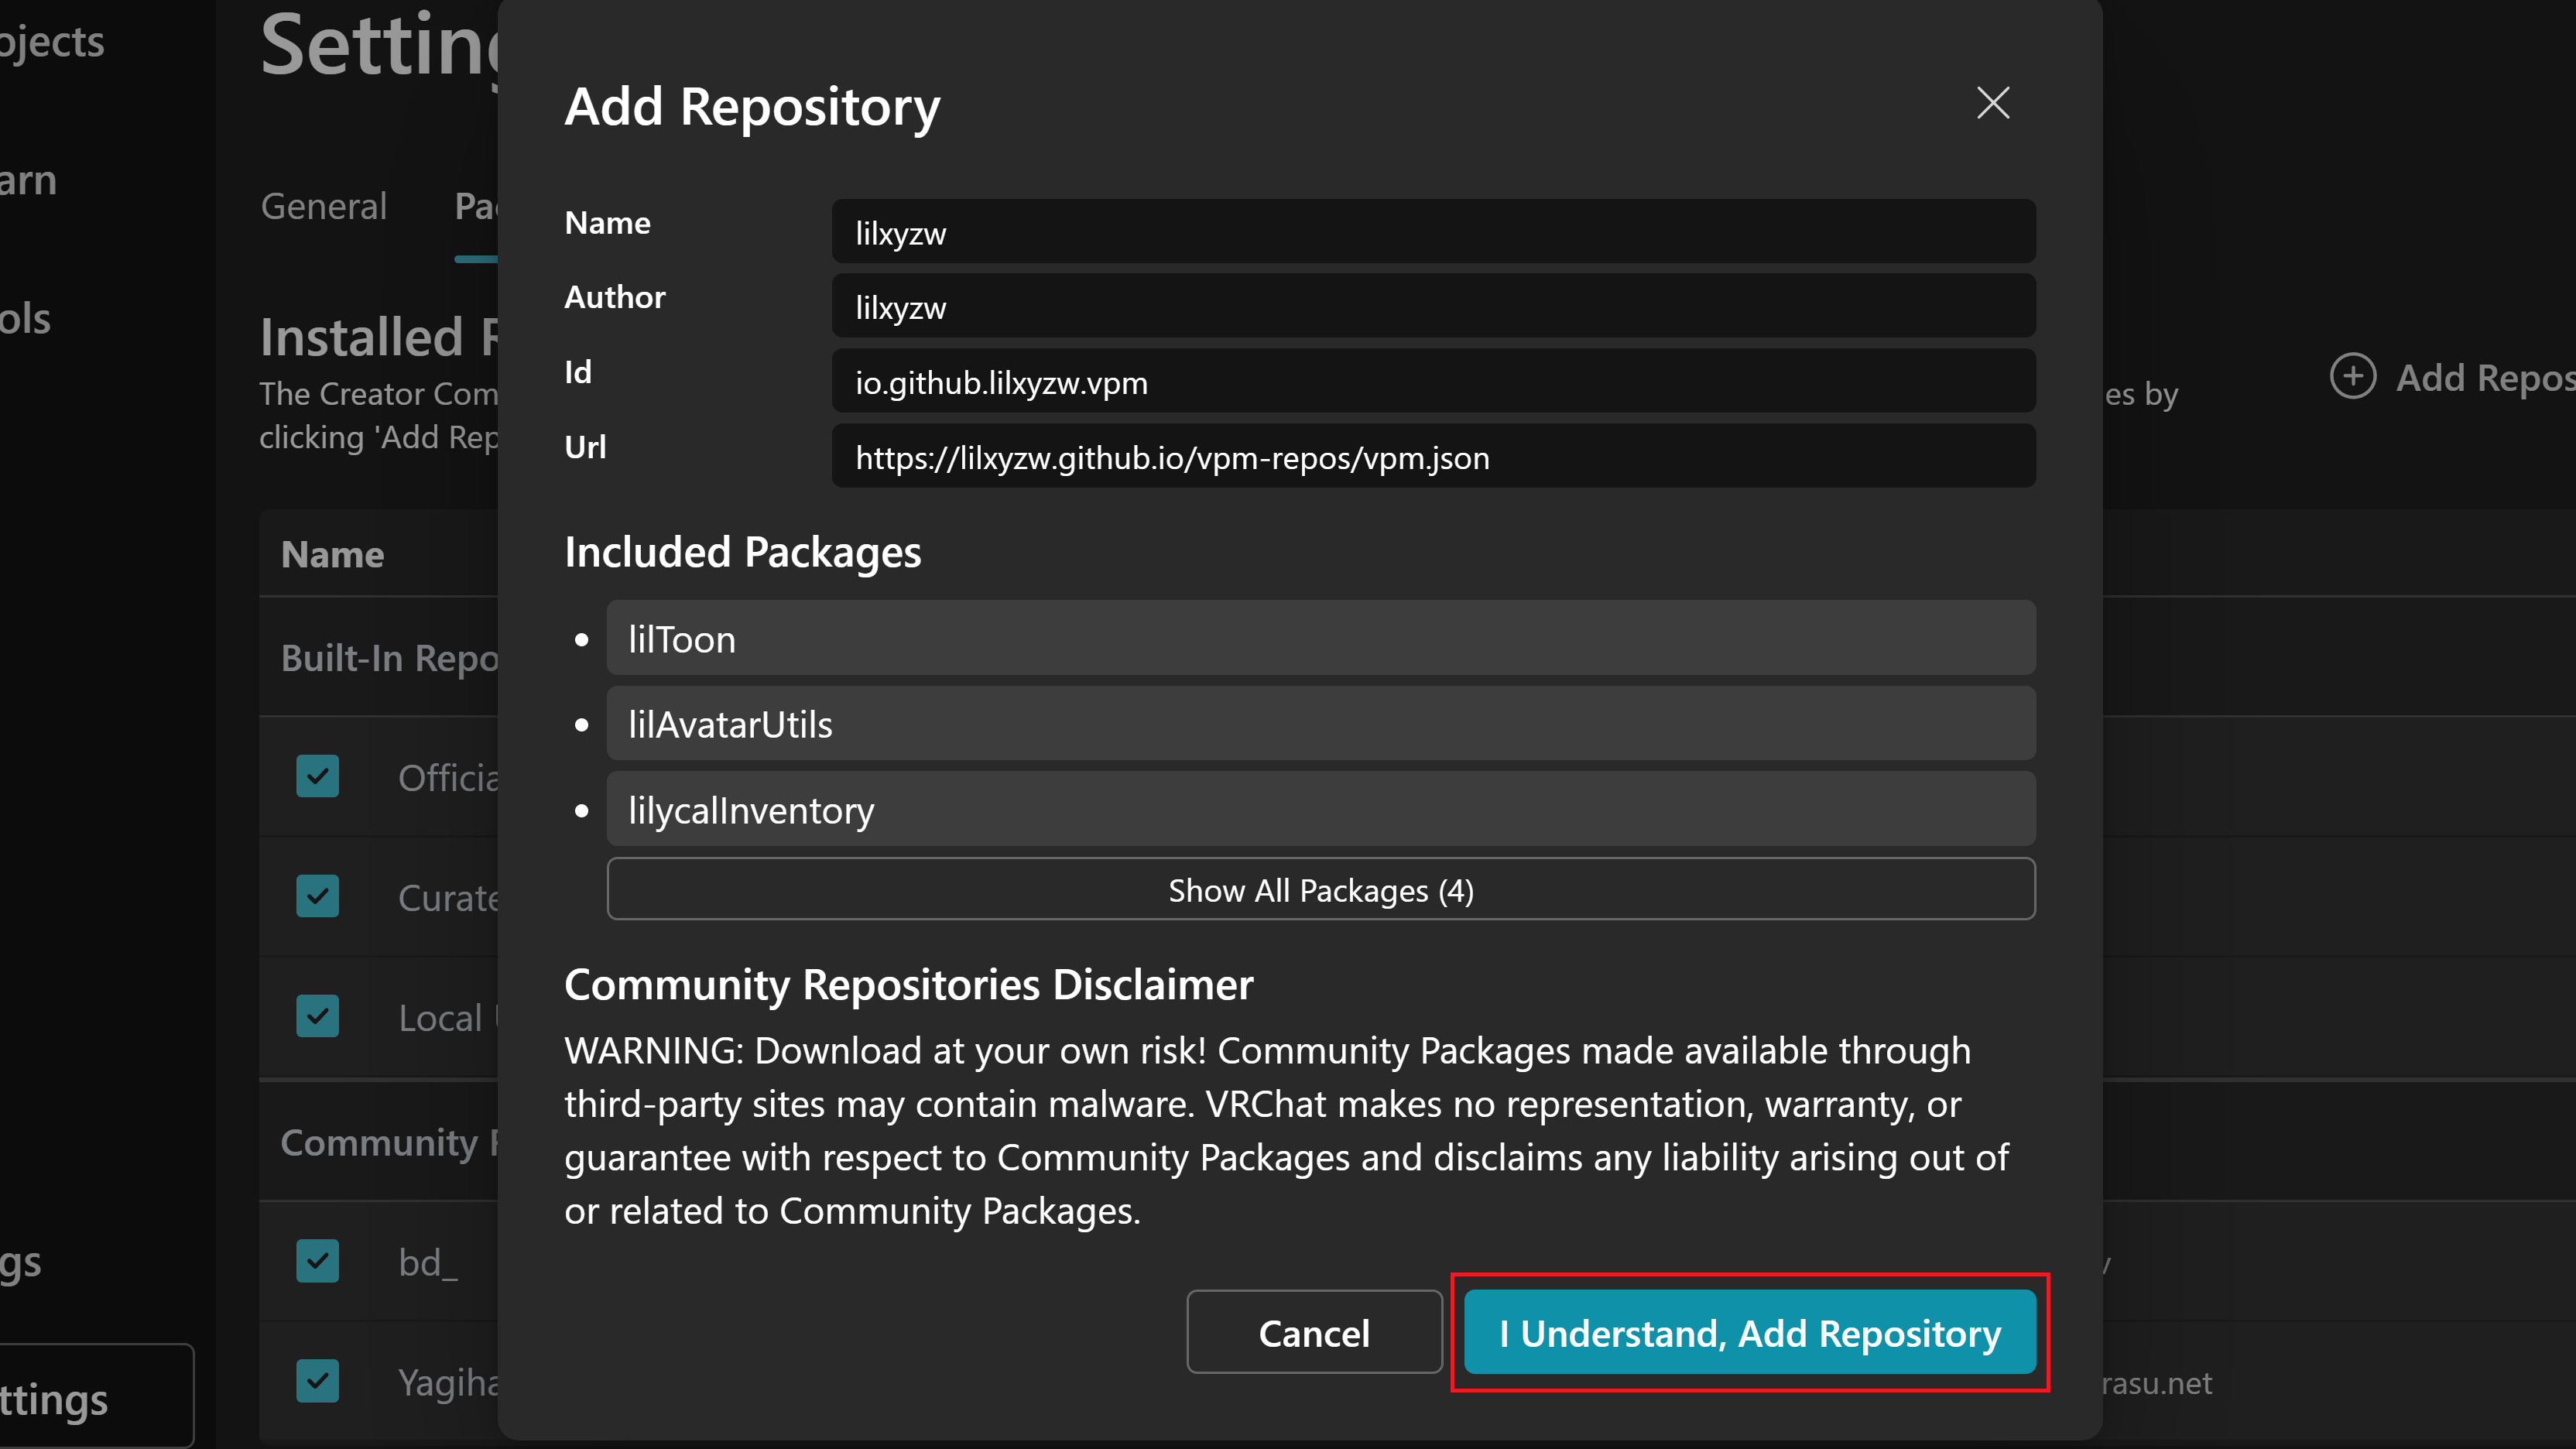 ojects
arn
ols
gs
ttings
Setting
General
Pac
Installed R
The Creator Com
es by
clicking 'Add Rep
Add Repos
Name
Built-In Repo
Officia
Curate
Local
Community
bd_
Yagiha
rasu.net
Add Repository
Name
lilxyzw
Author
lilxyzw
Id
io.github.lilxyzw.vpm
Url
https://lilxyzw.github.io/vpm-repos/vpm.json
Included Packages
• lilToon
• lilAvatarUtils
• lilycalInventory
Show All Packages (4)
Community Repositories Disclaimer
WARNING: Download at your own risk! Community Packages made available through
third-party sites may contain malware. VRChat makes no representation, warranty, or
guarantee with respect to Community Packages and disclaims any liability arising out of
or related to Community Packages.
Cancel
I Understand, Add Repository